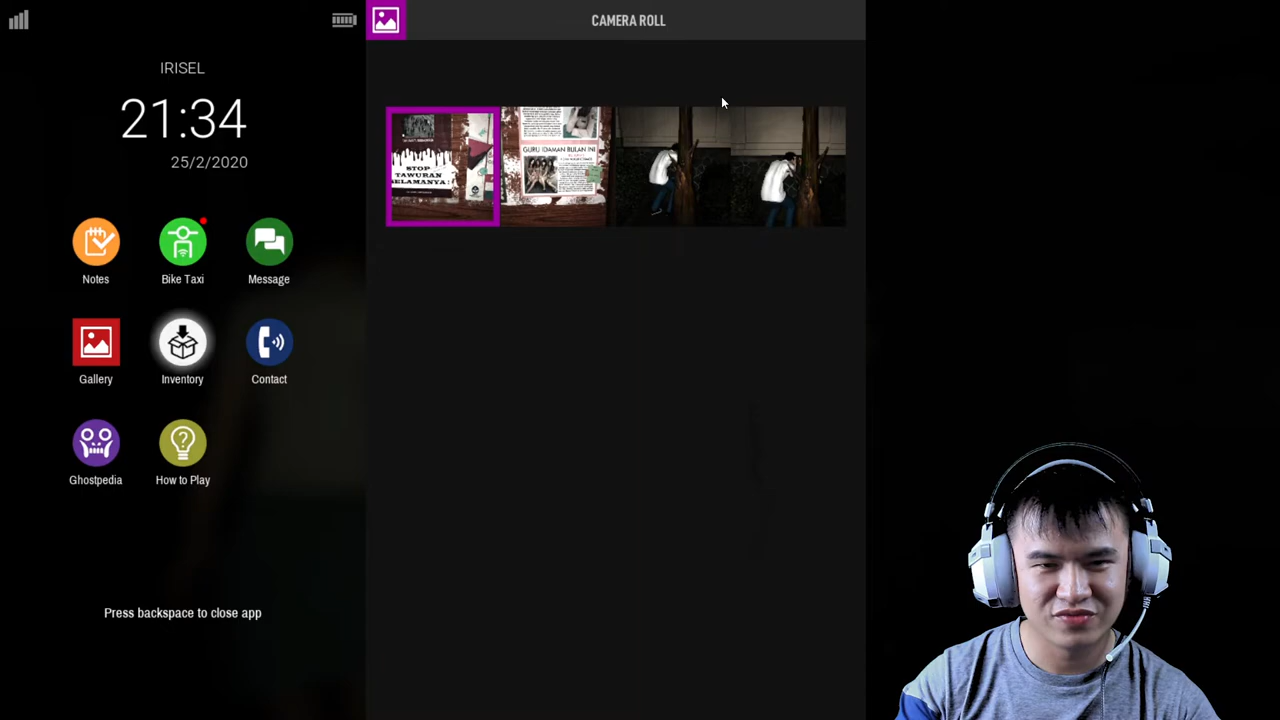 CAMERA ROLL
IRISEL
21:34
25/2/2020
Notes
Bike Taxi
Message
Gallery
Inventory
Contact
Ghostpedia
How to Play
Press backspace to close app
STOP
TAWURAN
SELAMANYA!
GURU IDAMAN BULAN INI